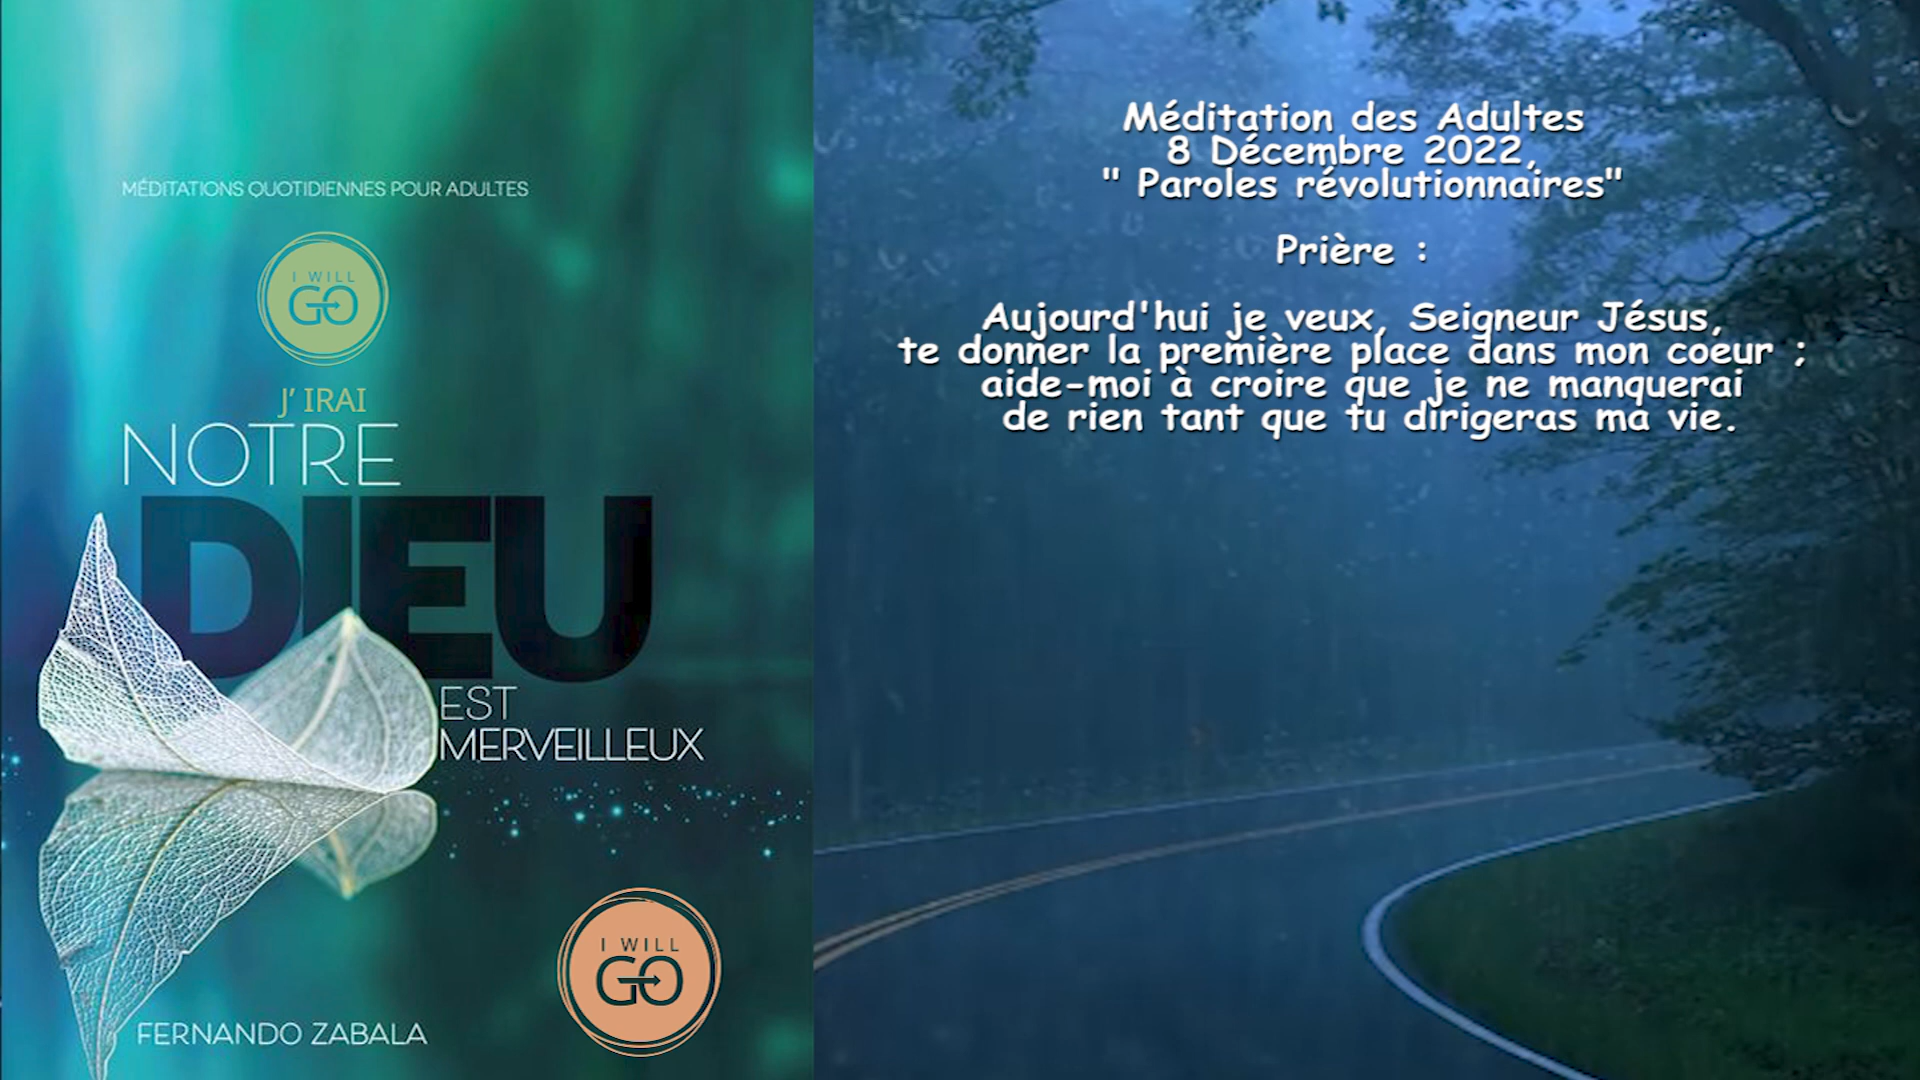 MÉDITATIONS QUOTIDIENNES POUR ADULTES
I WILL
GO
J' IRAI
NOTRE
DIEU
EST
MERVEILLEUX
I WILL
GO
FERNANDO ZABALA
Méditation des Adultes
8 Décembre 2022,
" Paroles révolutionnaires"
Prière :
Aujourd'hui je veux, Seigneur Jésus,
te donner la première place dans mon coeur ;
aide-moi à croire que je ne manquerai
de rien tant que tu dirigeras ma vie.